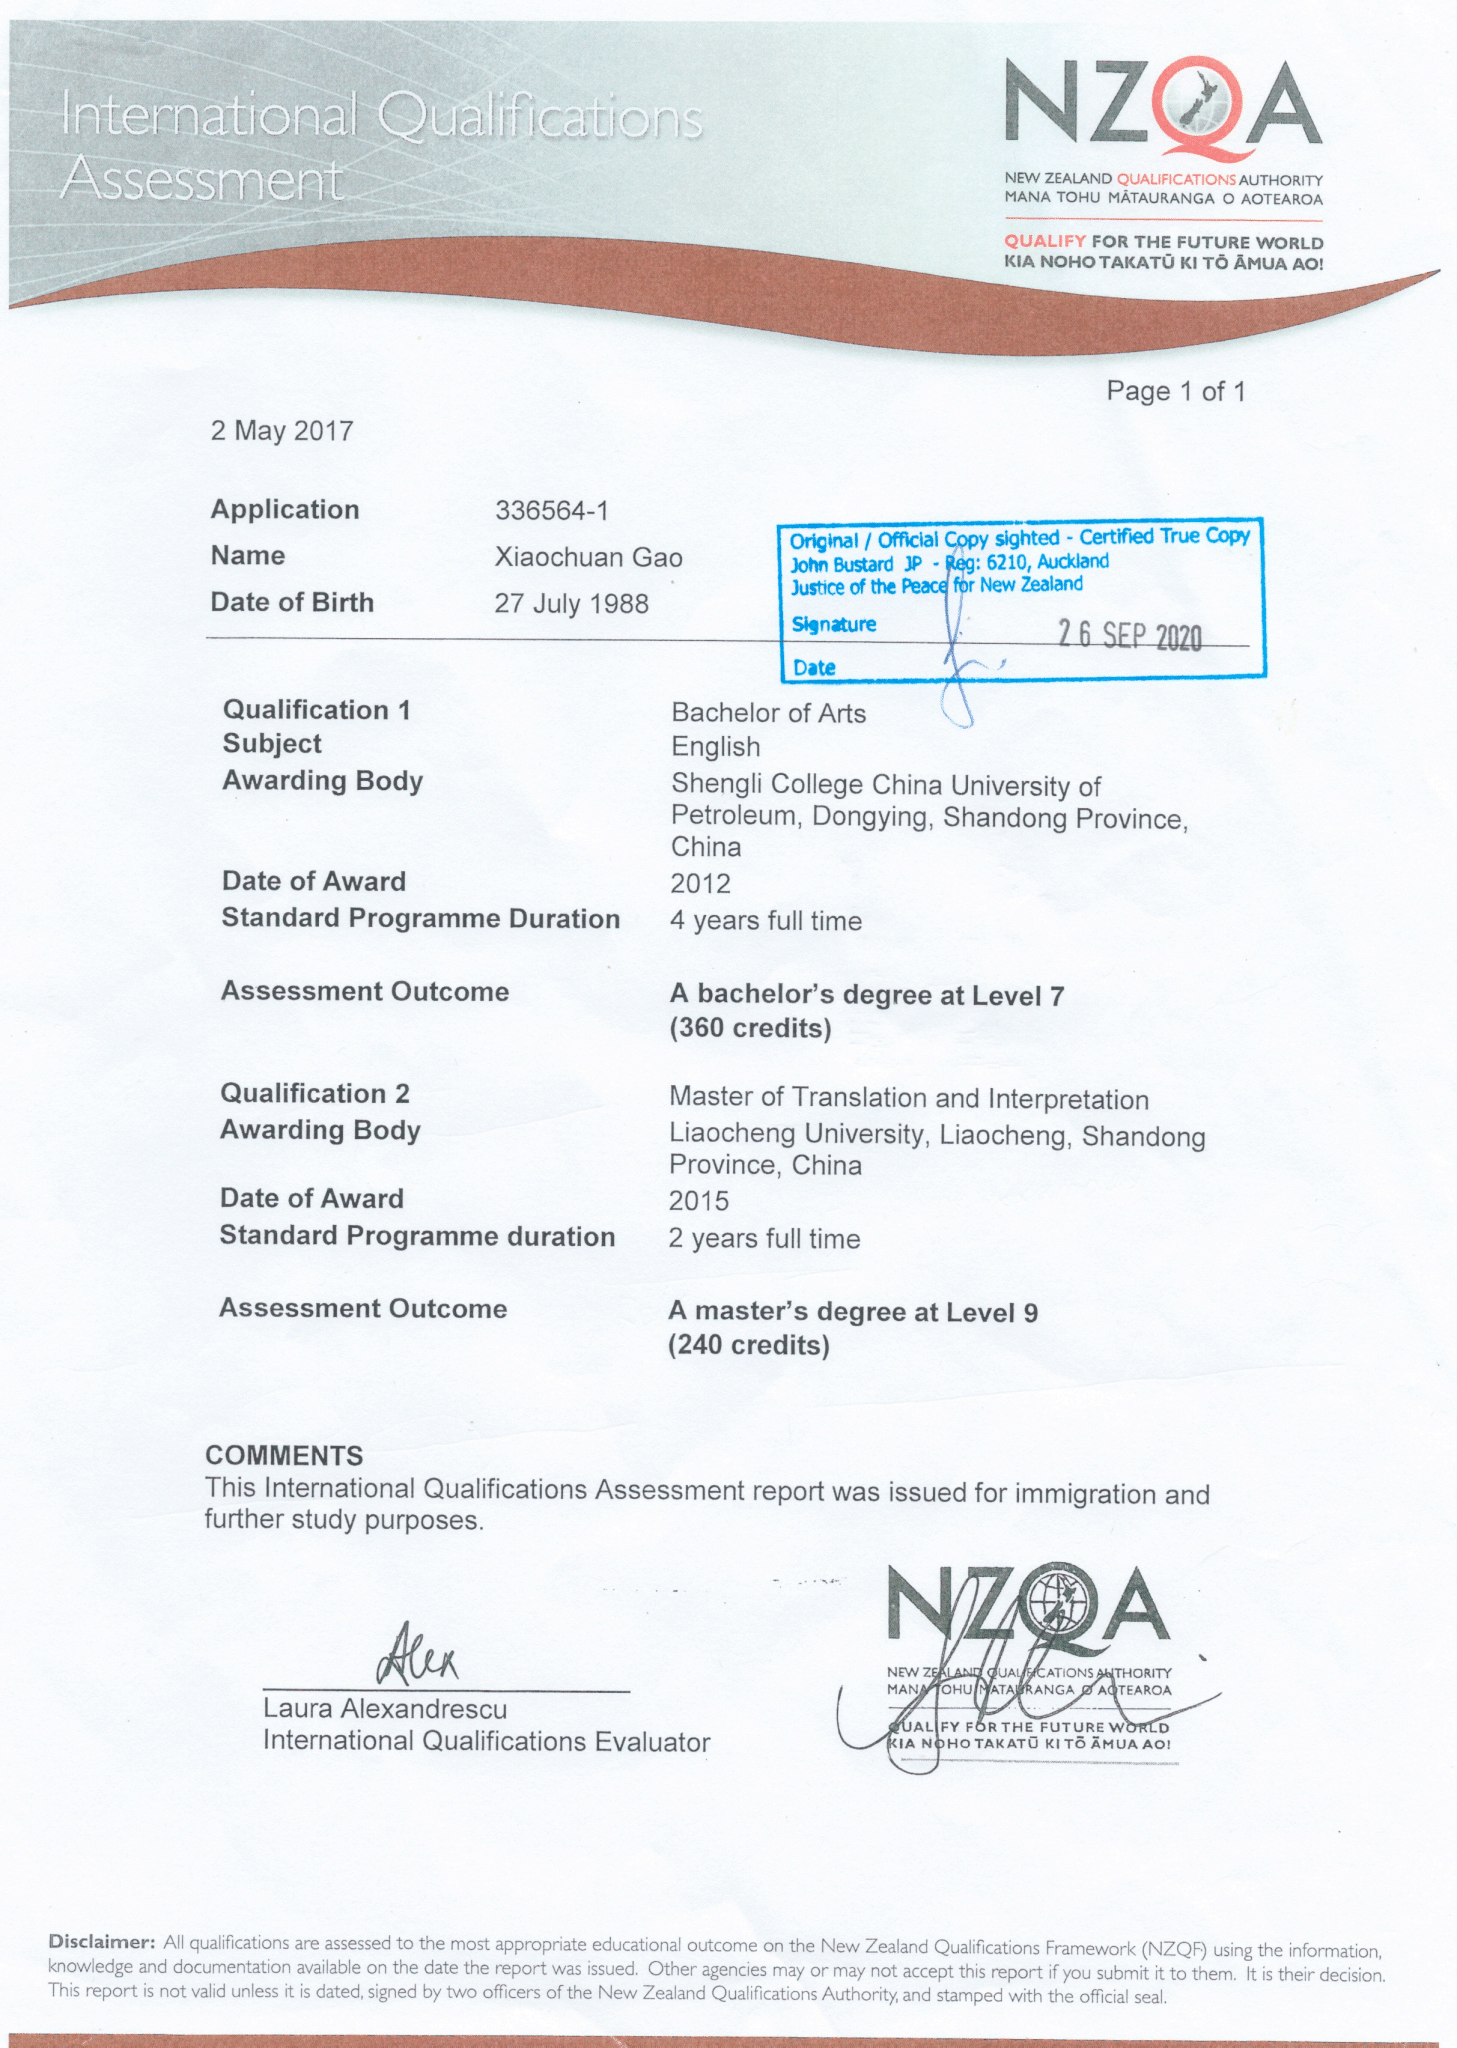 International Qualifications
Assessment
NZQA
NEW ZEALAND QUALIFICATIONS AUTHORITY
MANA TOHU MĀTAURANGA O AOTEAROA
QUALIFY FOR THE FUTURE WORLD
KIA NOHO TAKATŪ KI TŌ ĀMUA AO!
Page 1 of 1
2 May 2017
Application 336564-1
Name Xiaochuan Gao
Date of Birth 27 July 1988
Original / Official Copy sighted - Certified True Copy
John Bustard JP - Reg: 6210, Auckland
Justice of the Peace for New Zealand
Signature
26 SEP 2020
Date
Qualification 1 Bachelor of Arts
Subject English
Awarding Body Shengli College China University of
Petroleum, Dongying, Shandong Province,
China
Date of Award 2012
Standard Programme Duration 4 years full time
Assessment Outcome A bachelor's degree at Level 7
(360 credits)
Qualification 2 Master of Translation and Interpretation
Awarding Body Liaocheng University, Liaocheng, Shandong
Province, China
Date of Award 2015
Standard Programme duration 2 years full time
Assessment Outcome A master's degree at Level 9
(240 credits)
COMMENTS
This International Qualifications Assessment report was issued for immigration and
further study purposes.
Alex
Laura Alexandrescu
International Qualifications Evaluator
NZQA
NEW ZEALAND QUALIFICATIONS AUTHORITY
MANA TOHU MĀTAURANGA O AOTEAROA
QUALIFY FOR THE FUTURE WORLD
KIA NOHO TAKATŪ KI TŌ ĀMUA AO!
Disclaimer: All qualifications are assessed to the most appropriate educational outcome on the New Zealand Qualifications Framework (NZQF) using the information,
knowledge and documentation available on the date the report was issued. Other agencies may or may not accept this report if you submit it to them. It is their decision.
This report is not valid unless it is dated, signed by two officers of the New Zealand Qualifications Authority, and stamped with the official seal.